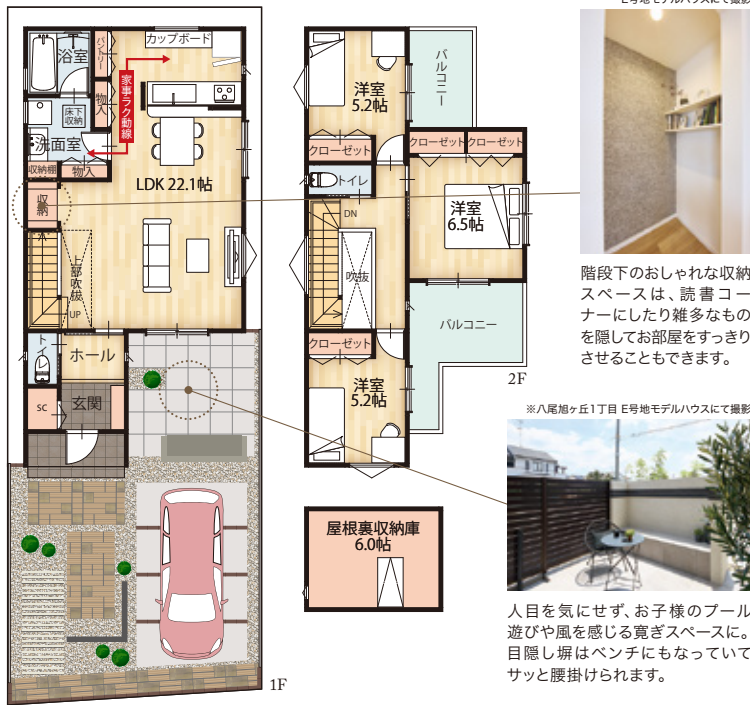 E号地モデルハウスにて撮影
浴室
パントリー
カップボード
家事ラク動線
物入
床下
収納
洗面室
収納棚
物入
LDK 22.1帖
収納
上部吹抜
UP
トイレ
ホール
SC
玄関
1F
洋室
5.2帖
バルコニー
クローゼット
クローゼット
クローゼット
トイレ
DN
洋室
6.5帖
吹抜
バルコニー
クローゼット
洋室
5.2帖
2F
屋根裏収納庫
6.0帖
階段下のおしゃれな収納
スペースは、読書コー
ナーにしたり雑多なもの
を隠してお部屋をすっきり
させることもできます。
※八尾旭ヶ丘1丁目 E号地モデルハウスにて撮影
人目を気にせず、お子様のプール
遊びや風を感じる寛ぎスペースに。
目隠し塀はベンチにもなっていて
サッと腰掛けられます。